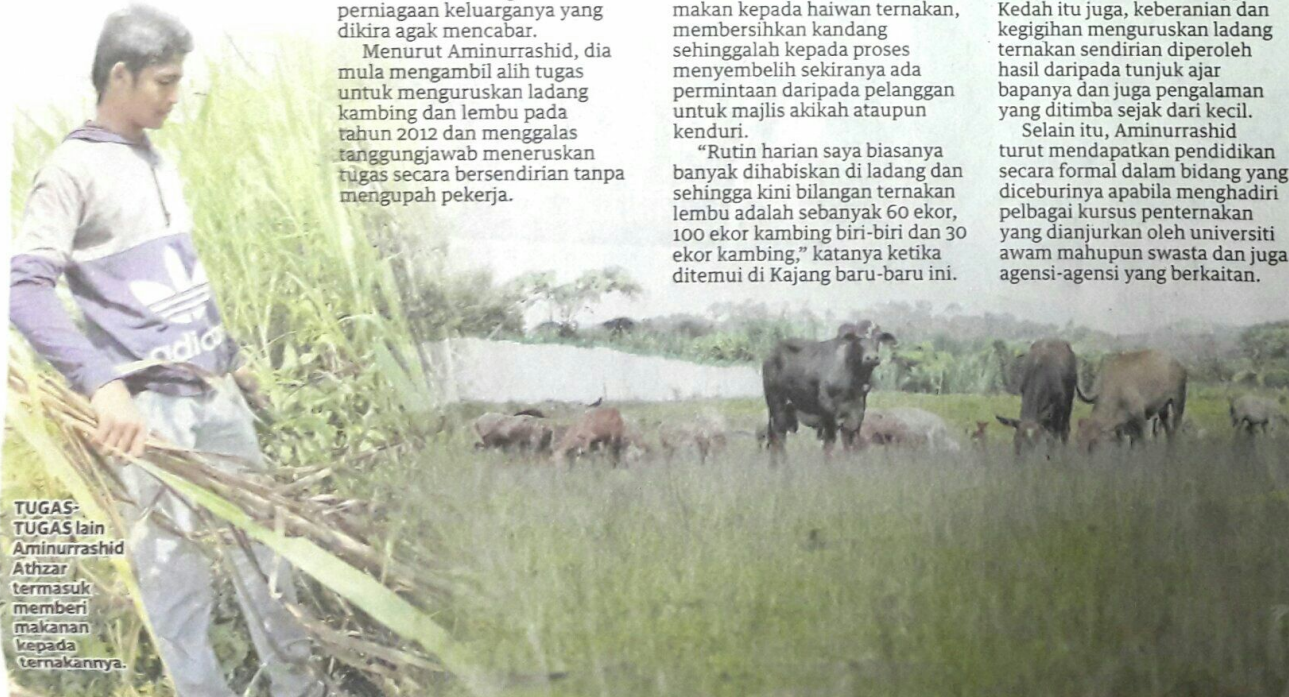 perniagaan keluarganya yang
dikira agak mencabar.
Menurut Aminurrashid, dia
mula mengambil alih tugas
untuk menguruskan ladang
kambing dan lembu pada
tahun 2012 dan menggalas
tanggungjawab meneruskan
tugas secara bersendirian tanpa
mengupah pekerja.
makan kepada haiwan ternakan,
membersihkan kandang
sehinggalah kepada proses
menyembelih sekiranya ada
permintaan daripada pelanggan
untuk majlis akikah ataupun
kenduri.
“Rutin harian saya biasanya
banyak dihabiskan di ladang dan
sehingga kini bilangan ternakan
lembu adalah sebanyak 60 ekor,
100 ekor kambing biri-biri dan 30
ekor kambing,” katanya ketika
ditemui di Kajang baru-baru ini.
Kedah itu juga, keberanian dan
kegigihan menguruskan ladang
ternakan sendirian diperoleh
hasil daripada tunjuk ajar
bapanya dan juga pengalaman
yang ditimba sejak dari kecil.
Selain itu, Aminurrashid
turut mendapatkan pendidikan
secara formal dalam bidang yang
diceburinya apabila menghadiri
pelbagai kursus penternakan
yang dianjurkan oleh universiti
awam mahupun swasta dan juga
agensi-agensi yang berkaitan.
adidas
TUGAS-
TUGAS lain
Aminurrashid
Athzar
termasuk
memberi
makanan
kepada
ternakannya.